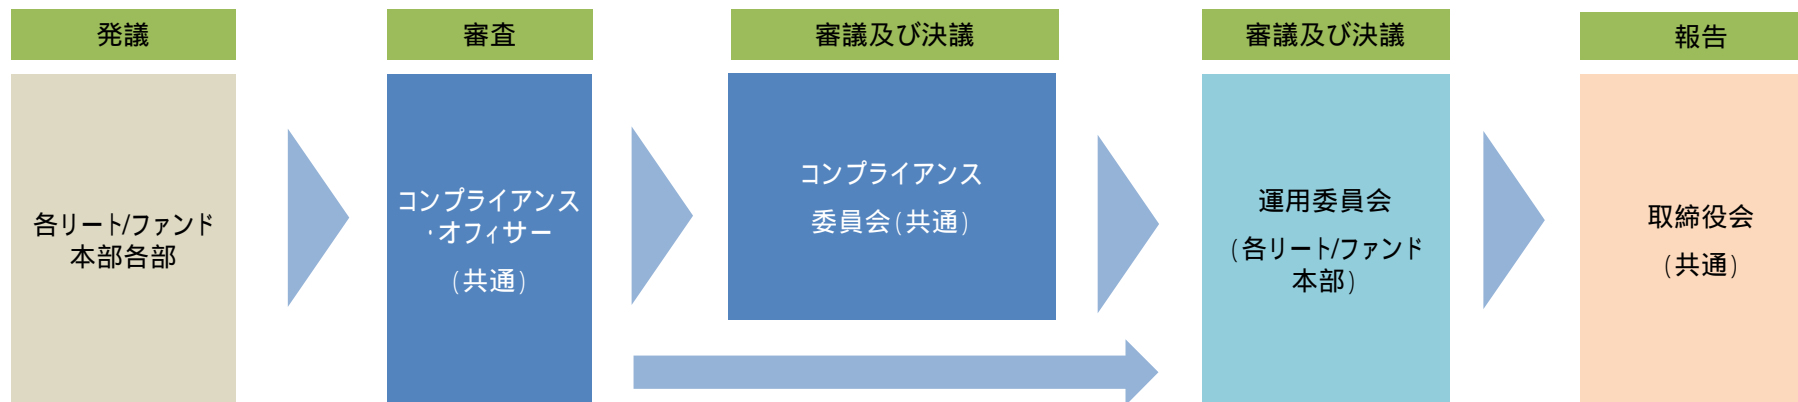 発議
審査
審議及び決議
審議及び決議
報告
各リート/ファンド
本部各部
コンプライアンス
・オフィサー
(共通)
コンプライアンス
委員会(共通)
運用委員会
(各リート/ファンド
本部)
取締役会
(共通)